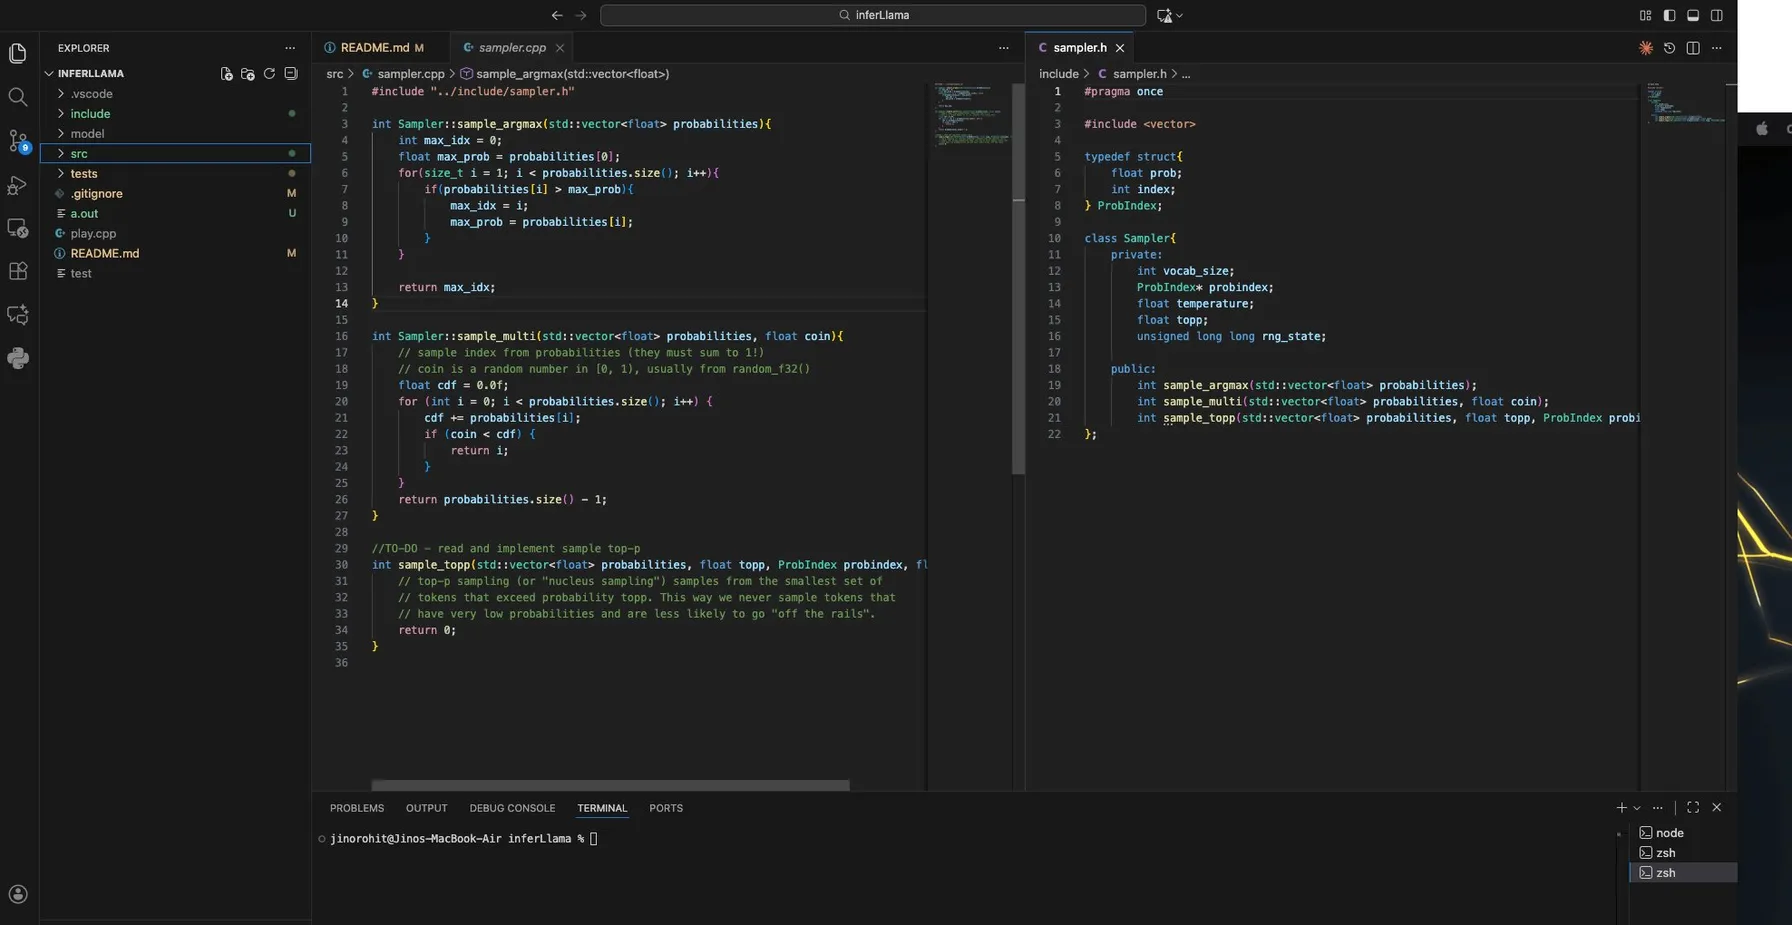 inferLlama
EXPLORER
INFERLLAMA
.vscode
include
model
src
tests
.gitignore M
a.out U
play.cpp
README.md M
test
9
README.md M
sampler.cpp
src > sampler.cpp > sample_argmax(std::vector<float>)
1 #include "../include/sampler.h"
2
3 int Sampler::sample_argmax(std::vector<float> probabilities){
4 int max_idx = 0;
5 float max_prob = probabilities[0];
6 for(size_t i = 1; i < probabilities.size(); i++){
7 if(probabilities[i] > max_prob){
8 max_idx = i;
9 max_prob = probabilities[i];
10 }
11 }
12
13 return max_idx;
14 }
15
16 int Sampler::sample_multi(std::vector<float> probabilities, float coin){
17 // sample index from probabilities (they must sum to 1!)
18 // coin is a random number in [0, 1), usually from random_f32()
19 float cdf = 0.0f;
20 for (int i = 0; i < probabilities.size(); i++) {
21 cdf += probabilities[i];
22 if (coin < cdf) {
23 return i;
24 }
25 }
26 return probabilities.size() - 1;
27 }
28
29 //TO-DO - read and implement sample top-p
30 int sample_topp(std::vector<float> probabilities, float topp, ProbIndex probindex, fl
31 // top-p sampling (or "nucleus sampling") samples from the smallest set of
32 // tokens that exceed probability topp. This way we never sample tokens that
33 // have very low probabilities and are less likely to go "off the rails".
34 return 0;
35 }
36
sampler.h
include > C sampler.h > ...
1 #pragma once
2
3 #include <vector>
4
5 typedef struct{
6 float prob;
7 int index;
8 } ProbIndex;
9
10 class Sampler{
11 private:
12 int vocab_size;
13 ProbIndex* probindex;
14 float temperature;
15 float topp;
16 unsigned long long rng_state;
17
18 public:
19 int sample_argmax(std::vector<float> probabilities);
20 int sample_multi(std::vector<float> probabilities, float coin);
21 int sample_topp(std::vector<float> probabilities, float topp, ProbIndex probi
22 };
PROBLEMS OUTPUT DEBUG CONSOLE TERMINAL PORTS
jinorohit@Jinos-MacBook-Air inferLlama %
node
zsh
zsh